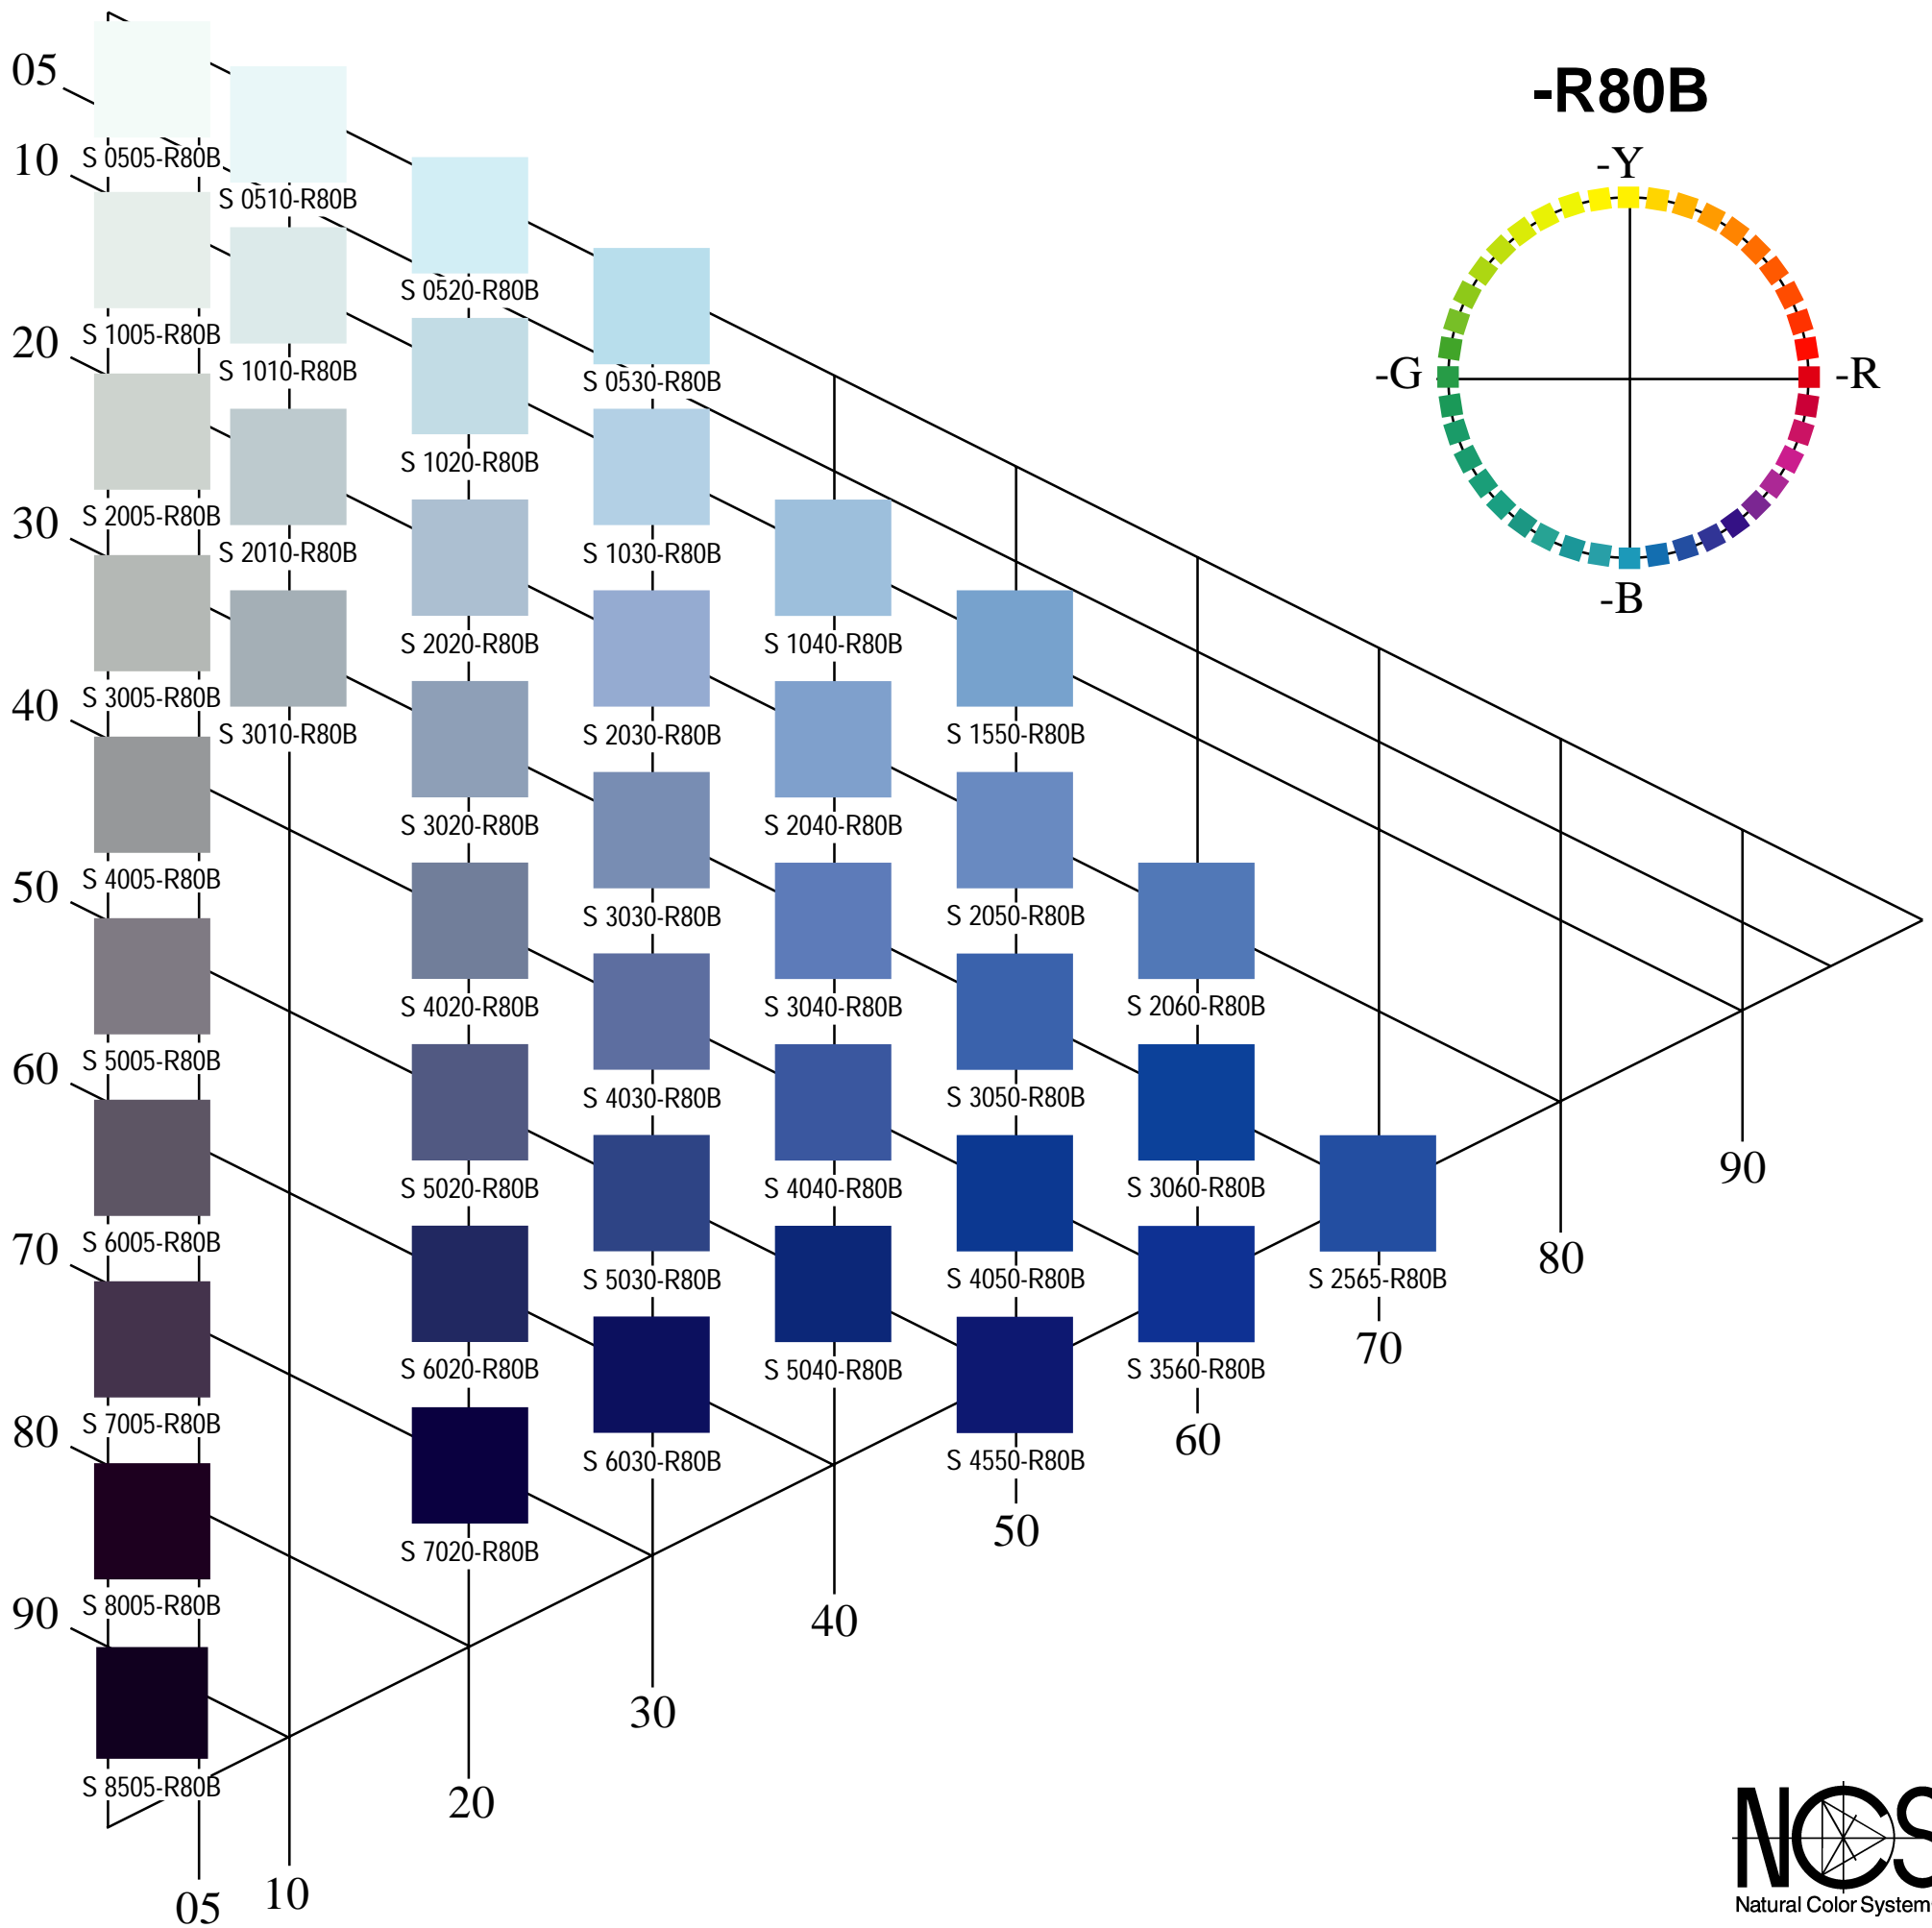 -R80B
-Y
-G
-R
-B
05
10
20
30
40
50
60
70
80
90
S 0505-R80B
S 1005-R80B
S 2005-R80B
S 3005-R80B
S 4005-R80B
S 5005-R80B
S 6005-R80B
S 7005-R80B
S 8005-R80B
S 8505-R80B
S 0510-R80B
S 1010-R80B
S 2010-R80B
S 3010-R80B
S 0520-R80B
S 1020-R80B
S 2020-R80B
S 3020-R80B
S 4020-R80B
S 5020-R80B
S 6020-R80B
S 7020-R80B
S 0530-R80B
S 1030-R80B
S 2030-R80B
S 3030-R80B
S 4030-R80B
S 5030-R80B
S 6030-R80B
S 1040-R80B
S 2040-R80B
S 3040-R80B
S 4040-R80B
S 5040-R80B
S 1550-R80B
S 2050-R80B
S 3050-R80B
S 4050-R80B
S 4550-R80B
S 2060-R80B
S 3060-R80B
S 3560-R80B
S 2565-R80B
05
10
20
30
40
50
60
70
80
90
NCS
Natural Color System